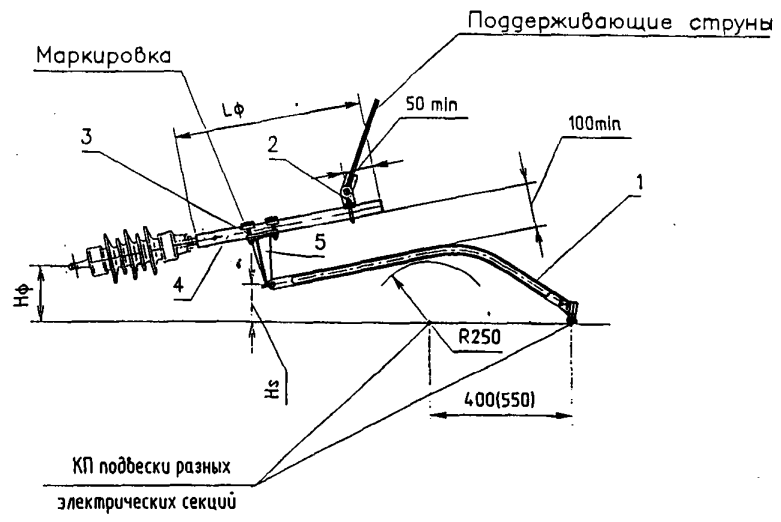 Поддерживающие струны
Маркировка
Lф
50 min
100min
3
2
1
5
4
Hф
Hs
R250
400(550)
КП подвески разных
электрических секций